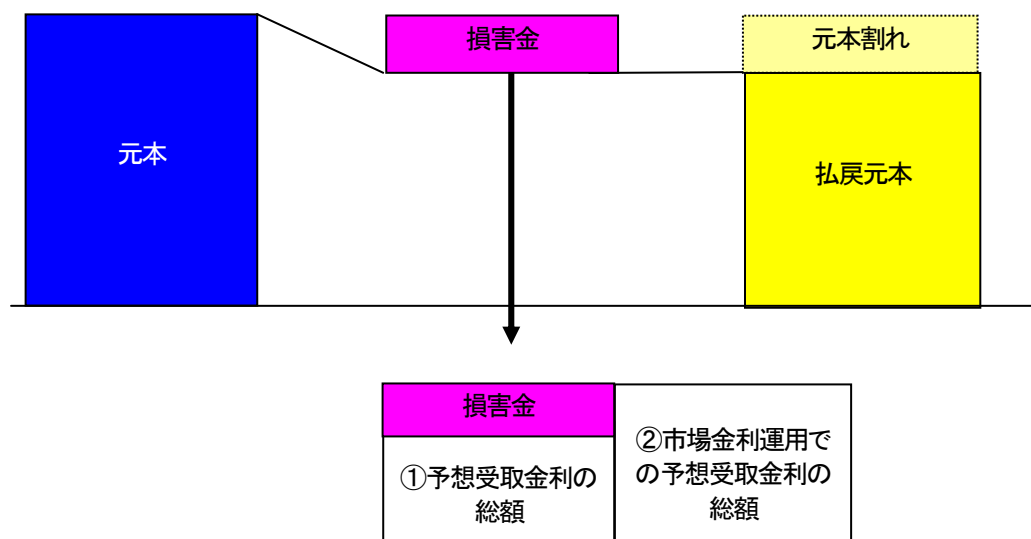 損害金
元本割れ
元本
払戻元本
損害金
①予想受取金利の
総額
②市場金利運用で
の予想受取金利の
総額